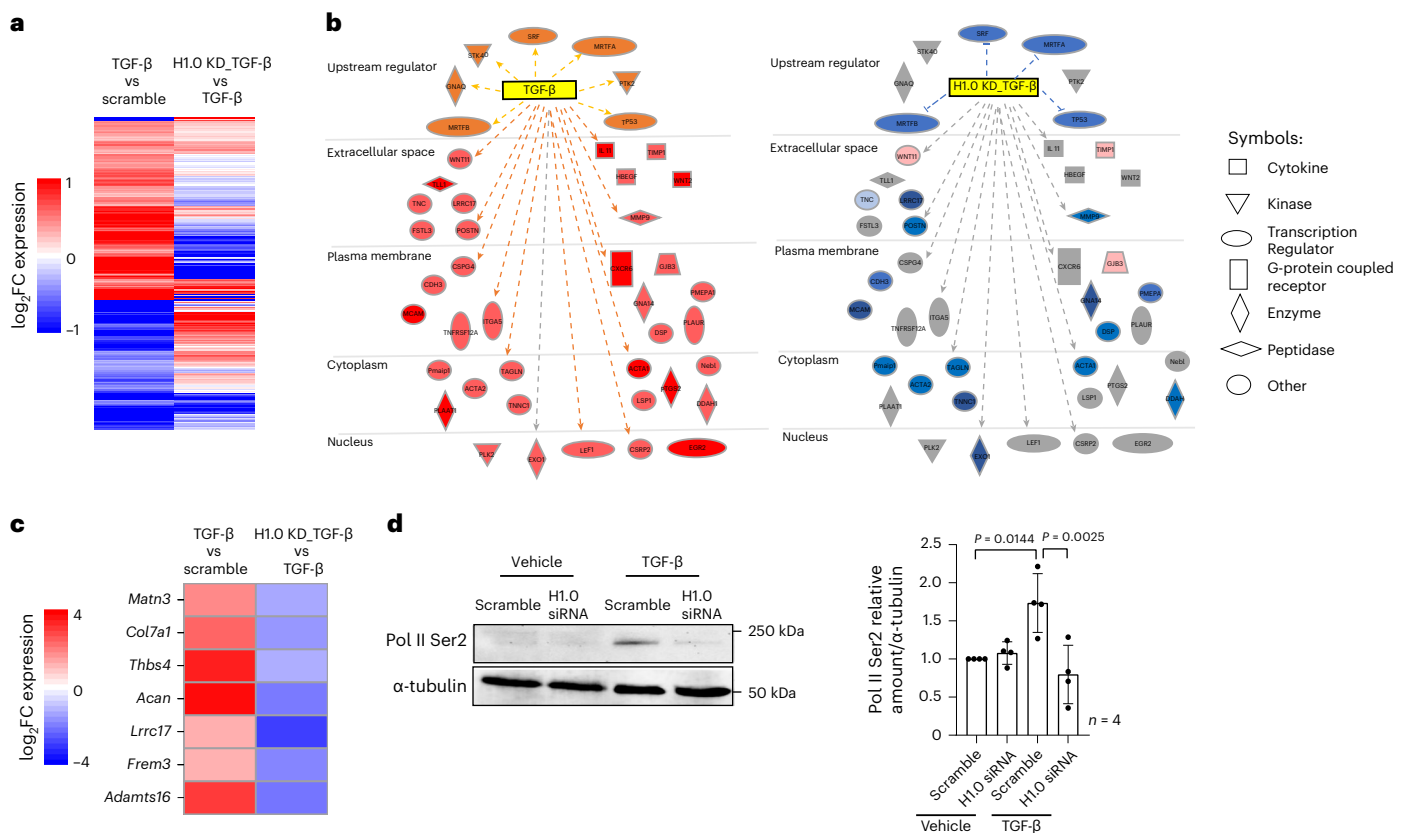 a
TGF-β
vs
scramble
H1.0 KD_TGF-β
vs
TGF-β
log2FC expression
1
0
−1
b
Upstream regulator
STK40
SRF
MRTFA
GNAQ
TGF-β
PTK2
MRTFB
TP53
Extracellular space
WNT11
IL11
TIMP1
TLL1
HBEGF
WNT2
TNC
LRRC17
FSTL3
POSTN
MMP9
Plasma membrane
CSPG4
CXCR6
GJB3
CDH3
GNA14
PMEPA1
MCAM
TNFRSF12A
ITGA5
DSP
PLAUR
Cytoplasm
Pmaip1
TAGLN
ACTA1
Nebl
ACTA2
PTGS2
PLAAT1
TNNC1
LSP1
DDAH1
Nucleus
PLK2
EXO1
LEF1
CSRP2
EGR2
Upstream regulator
STK40
SRF
MRTFA
GNAQ
H1.0 KD_TGF-β
PTK2
MRTFB
TP53
Extracellular space
WNT11
IL11
TIMP1
TLL1
HBEGF
WNT2
TNC
LRRC17
FSTL3
POSTN
MMP9
Plasma membrane
CSPG4
CXCR6
GJB3
CDH3
GNA14
PMEPA
MCAM
TNFRSF12A
ITGA5
DSP
PLAUR
Cytoplasm
Pmaip1
TAGLN
ACTA1
Nebl
ACTA2
PTGS2
PLAAT1
TNNC1
LSP1
DDAH
Nucleus
PLK2
EXO1
LEF1
CSRP2
EGR2
Symbols:
Cytokine
Kinase
Transcription
Regulator
G-protein coupled
receptor
Enzyme
Peptidase
Other
c
TGF-β
vs
scramble
H1.0 KD_TGF-β
vs
TGF-β
log2FC expression
4
0
−4
Matn3
Col7a1
Thbs4
Acan
Lrrc17
Frem3
Adamts16
d
Vehicle
TGF-β
Scramble
H1.0
siRNA
Scramble
H1.0
siRNA
Pol II Ser2
250 kDa
α-tubulin
50 kDa
Pol II Ser2 relative
amount/α-tubulin
2.5
2.0
1.5
1.0
0.5
0
P = 0.0144
P = 0.0025
n = 4
Scramble
H1.0 siRNA
Scramble
H1.0 siRNA
Vehicle
TGF-β